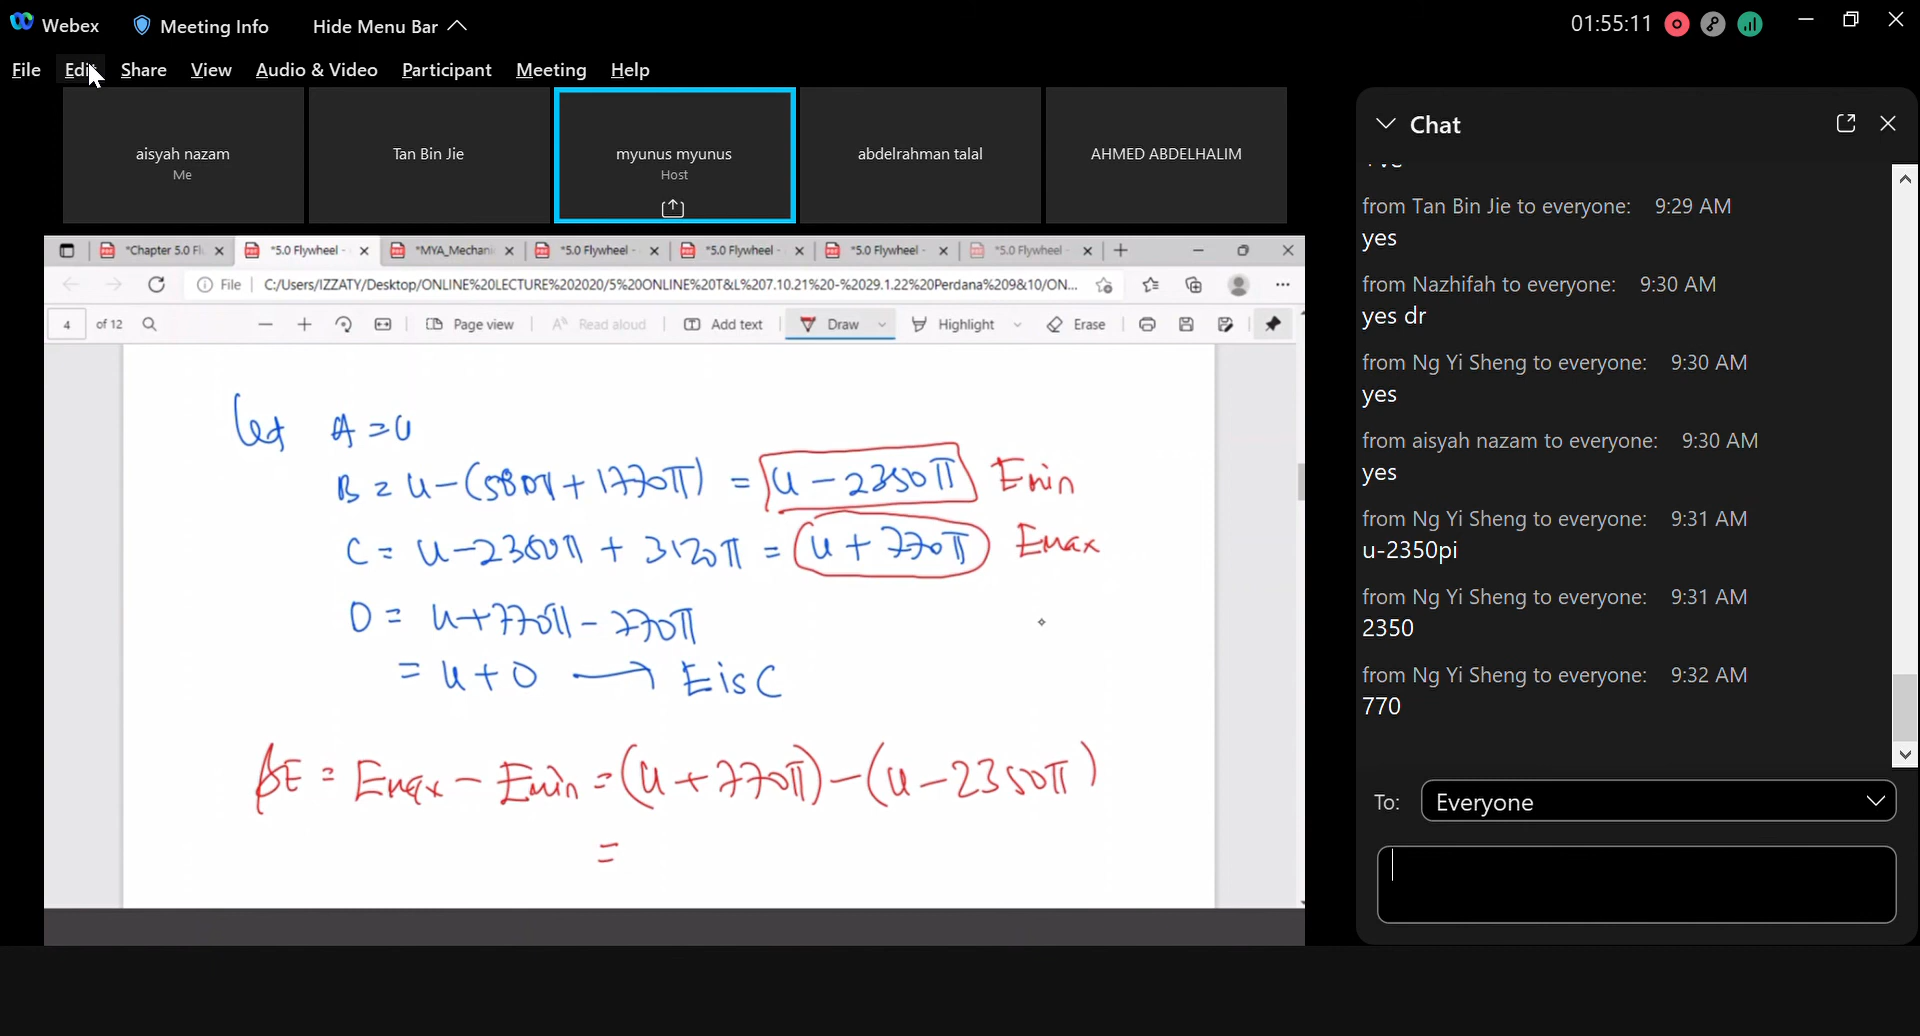 Webex
Meeting Info
Hide Menu Bar
01:55:11
File Edit Share View Audio & Video Participant Meeting Help
aisyah nazam
Me
Tan Bin Jie
myunus myunus
Host
abdelrahman talal
AHMED ABDELHALIM
*Chapter 5.0 Fl
*5.0 Flywheel -
*MYA_Mechani
*5.0 Flywheel -
*5.0 Flywheel -
*5.0 Flywheel -
*5.0 Flywheel -
File C:/Users/IZZATY/Desktop/ONLINE%20LECTURE%202020/5%20ONLINE%20T&L%207.10.21%20-%2029.1.22%20Perdana%209&10/ON...
4 of 12 Page view Read aloud Add text Draw Highlight Erase
let A = U
B = U - (580π + 1770π) = U - 2350π Emin
C = U - 2350π + 3120π = U + 770π Emax
D = U + 770π - 770π
= U + 0 → E is C
ΔE = Emax - Emin = (U + 770π) - (U - 2350π)
=
Chat
from Tan Bin Jie to everyone: 9:29 AM
yes
from Nazhifah to everyone: 9:30 AM
yes dr
from Ng Yi Sheng to everyone: 9:30 AM
yes
from aisyah nazam to everyone: 9:30 AM
yes
from Ng Yi Sheng to everyone: 9:31 AM
u-2350pi
from Ng Yi Sheng to everyone: 9:31 AM
2350
from Ng Yi Sheng to everyone: 9:32 AM
770
To: Everyone